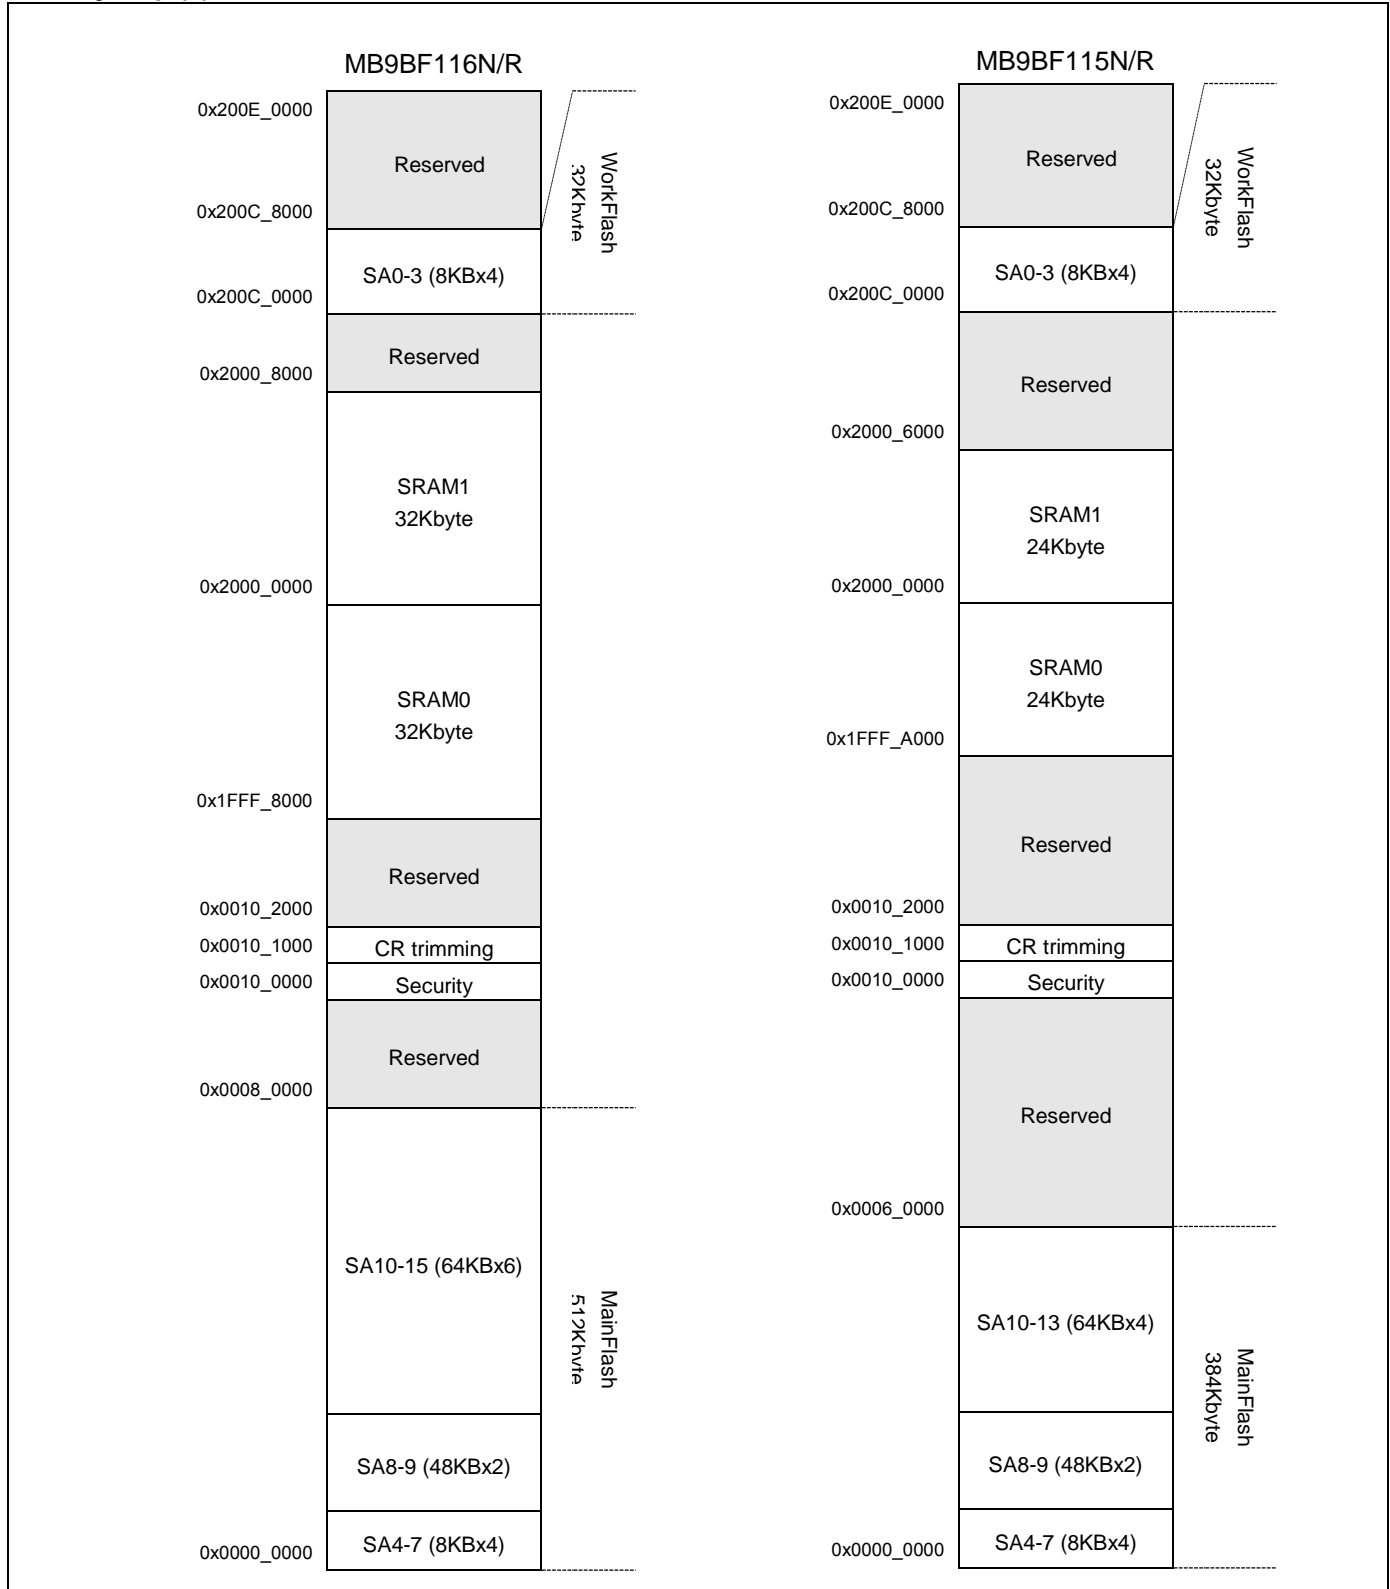 MB9BF116N/R
0x200E_0000
Reserved
WorkFlash
32Kbyte
0x200C_8000
SA0-3 (8KBx4)
0x200C_0000
Reserved
0x2000_8000
SRAM1
32Kbyte
0x2000_0000
SRAM0
32Kbyte
0x1FFF_8000
Reserved
0x0010_2000
0x0010_1000
CR trimming
0x0010_0000
Security
Reserved
0x0008_0000
SA10-15 (64KBx6)
MainFlash
512Kbyte
SA8-9 (48KBx2)
SA4-7 (8KBx4)
0x0000_0000
MB9BF115N/R
0x200E_0000
Reserved
WorkFlash
32Kbyte
0x200C_8000
SA0-3 (8KBx4)
0x200C_0000
Reserved
0x2000_6000
SRAM1
24Kbyte
0x2000_0000
SRAM0
24Kbyte
0x1FFF_A000
Reserved
0x0010_2000
0x0010_1000
CR trimming
0x0010_0000
Security
Reserved
0x0006_0000
SA10-13 (64KBx4)
MainFlash
384Kbyte
SA8-9 (48KBx2)
SA4-7 (8KBx4)
0x0000_0000